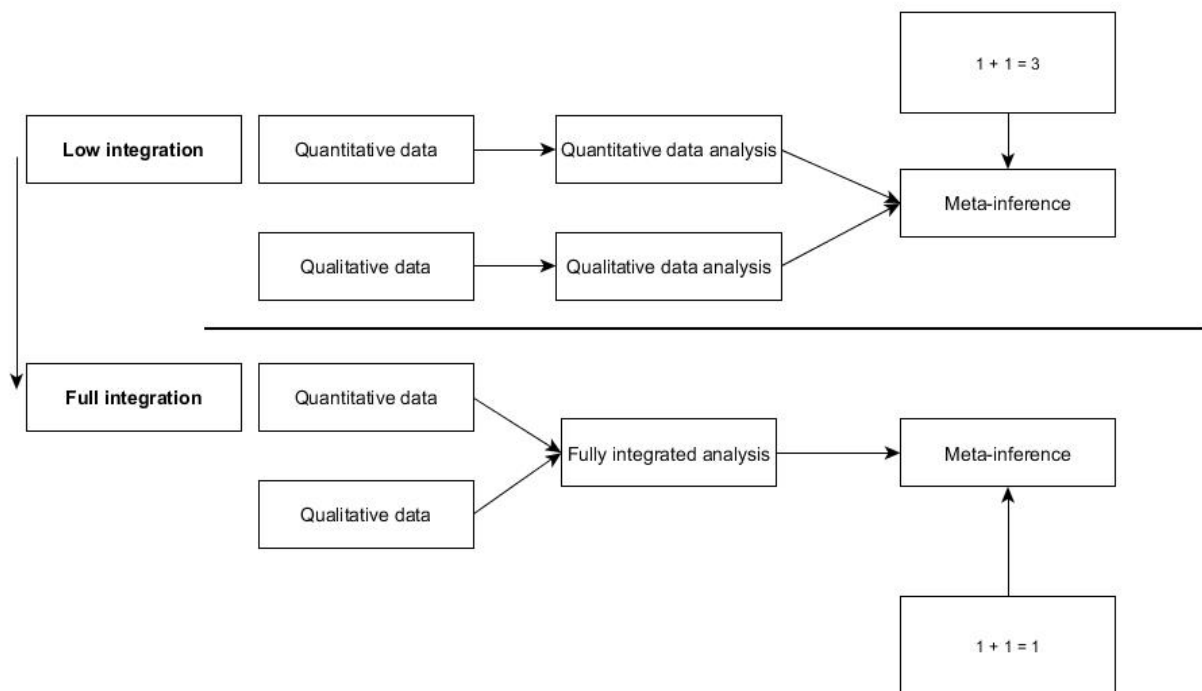 1 + 1 = 3
Low integration
Quantitative data
Quantitative data analysis
Meta-inference
Qualitative data
Qualitative data analysis
Full integration
Quantitative data
Fully integrated analysis
Meta-inference
Qualitative data
1 + 1 = 1